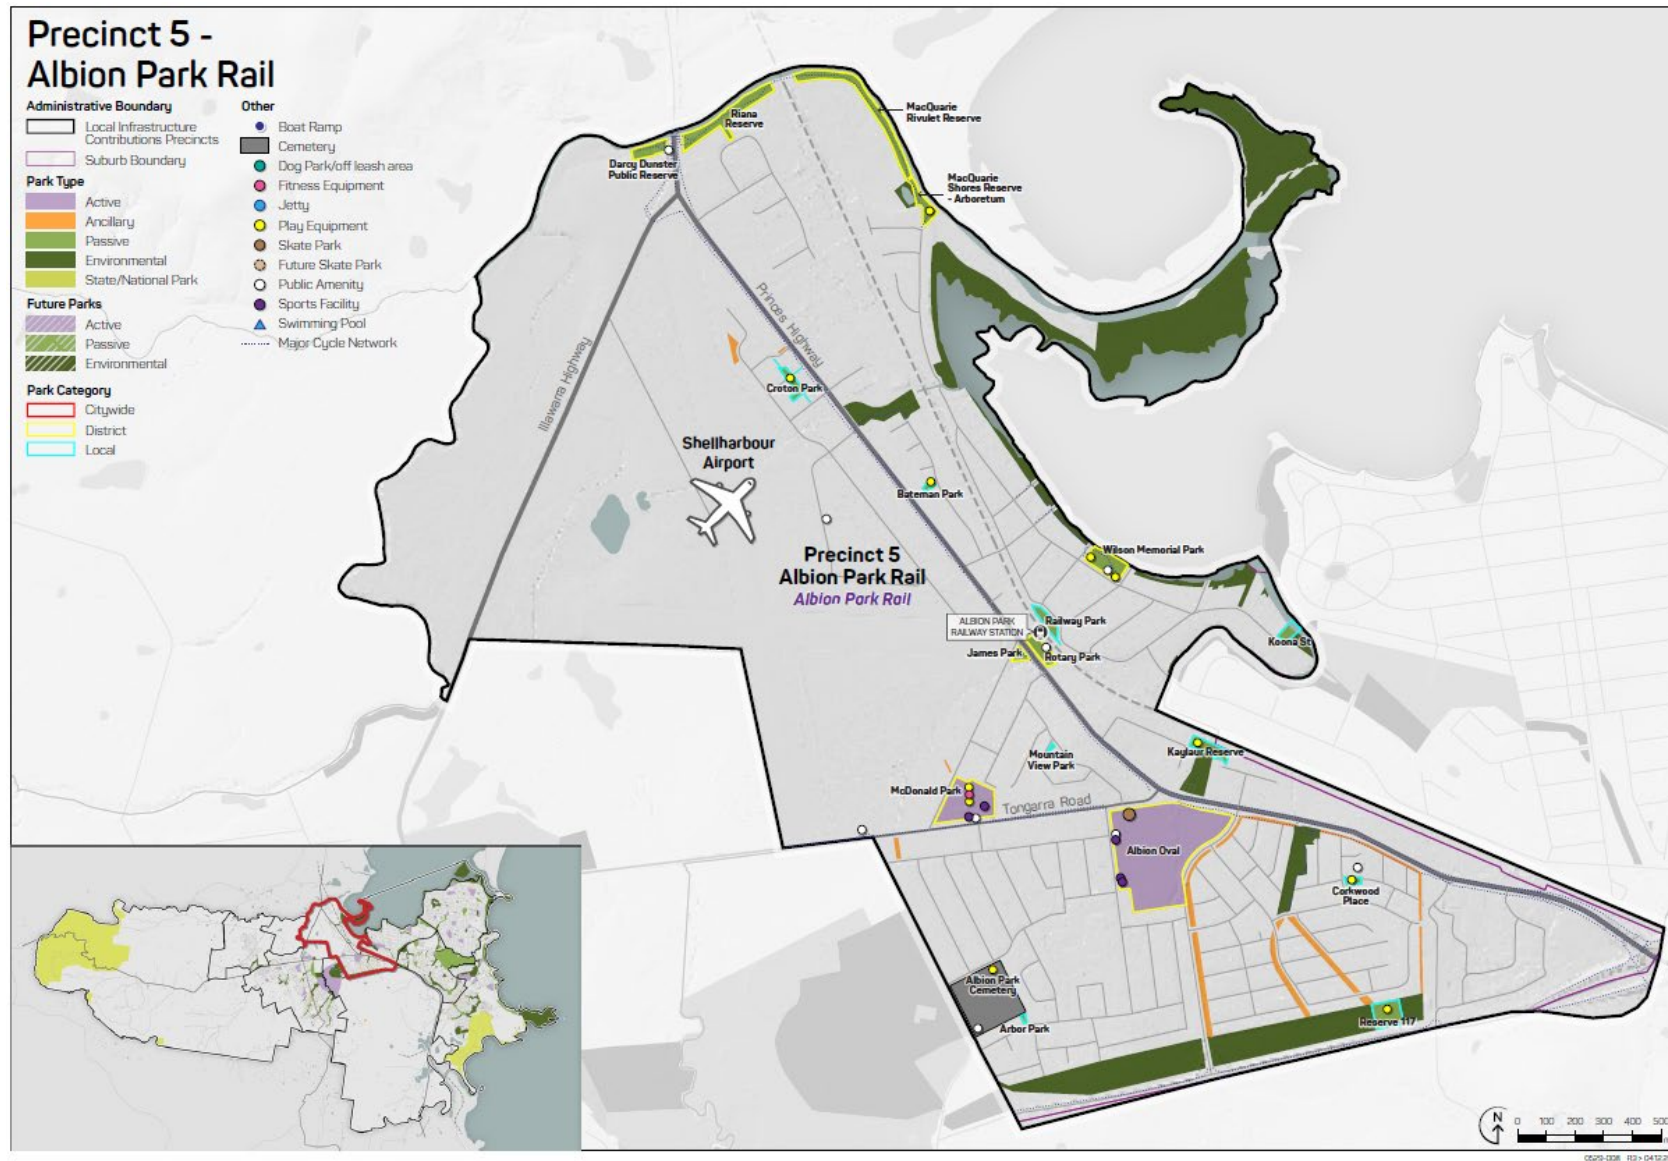 Precinct 5 -
Albion Park Rail
Administrative Boundary
Local Infrastructure
Contributions Precincts
Suburb Boundary
Park Type
Active
Ancillary
Passive
Environmental
State/National Park
Future Parks
Active
Passive
Environmental
Park Category
Citywide
District
Local
Other
Boat Ramp
Cemetery
Dog Park/off leash area
Fitness Equipment
Jetty
Play Equipment
Skate Park
Future Skate Park
Public Amenity
Sports Facility
Swimming Pool
Major Cycle Network
Riana
Reserve
MacQuarie
Rivulet Reserve
Darcy Dunster
Public Reserve
MacQuarie
Shores Reserve
- Arboretum
Princes Highway
Illawarra Highway
Croton Park
Shellharbour
Airport
Bateman Park
Precinct 5
Albion Park Rail
Albion Park Rail
Wilson Memorial Park
ALBION PARK
RAILWAY STATION
Railway Park
James Park
Rotary Park
Koona St
Mountain
View Park
Kaylaur Reserve
McDonald Park
Tongarra Road
Albion Oval
Corkwood
Place
Albion Park
Cemetery
Arbor Park
Reserve 117
N
0 100 200 300 400 500